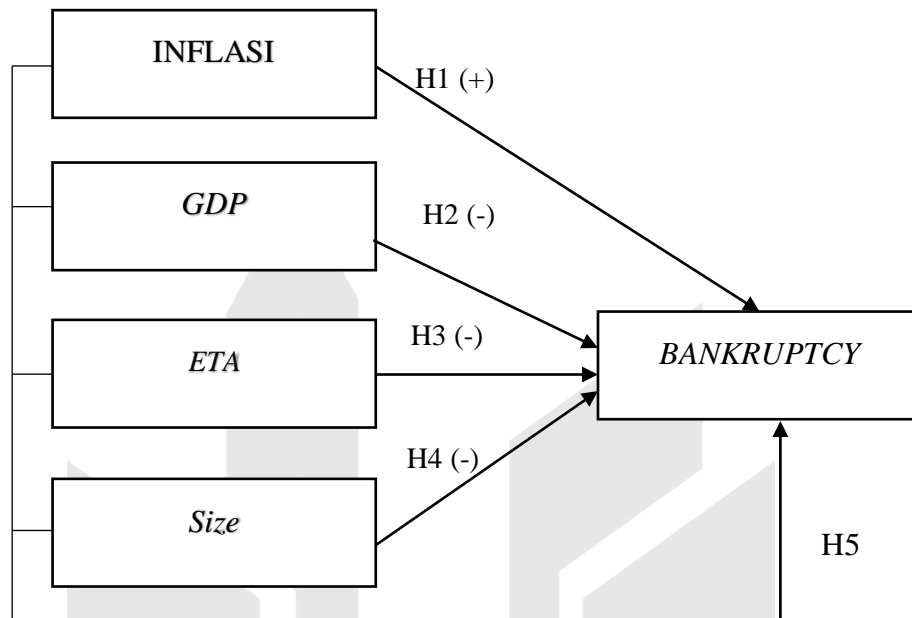 INFLASI
H1 (+)
GDP
H2 (-)
ETA
H3 (-)
BANKRUPTCY
H4 (-)
Size
H5